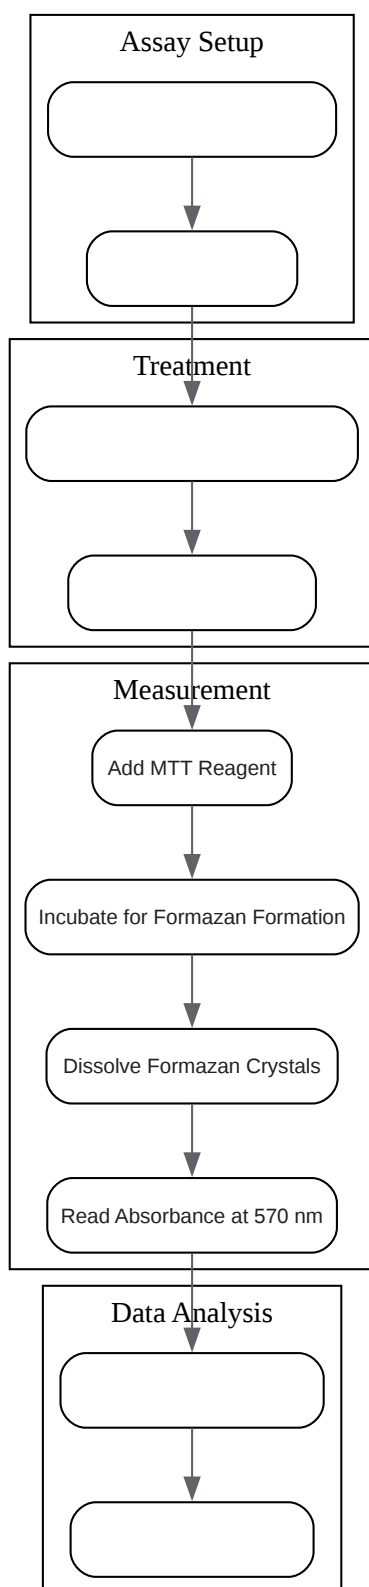 Assay Setup
Treatment
Measurement
Add MTT Reagent
Incubate for Formazan Formation
Dissolve Formazan Crystals
Read Absorbance at 570 nm
Data Analysis